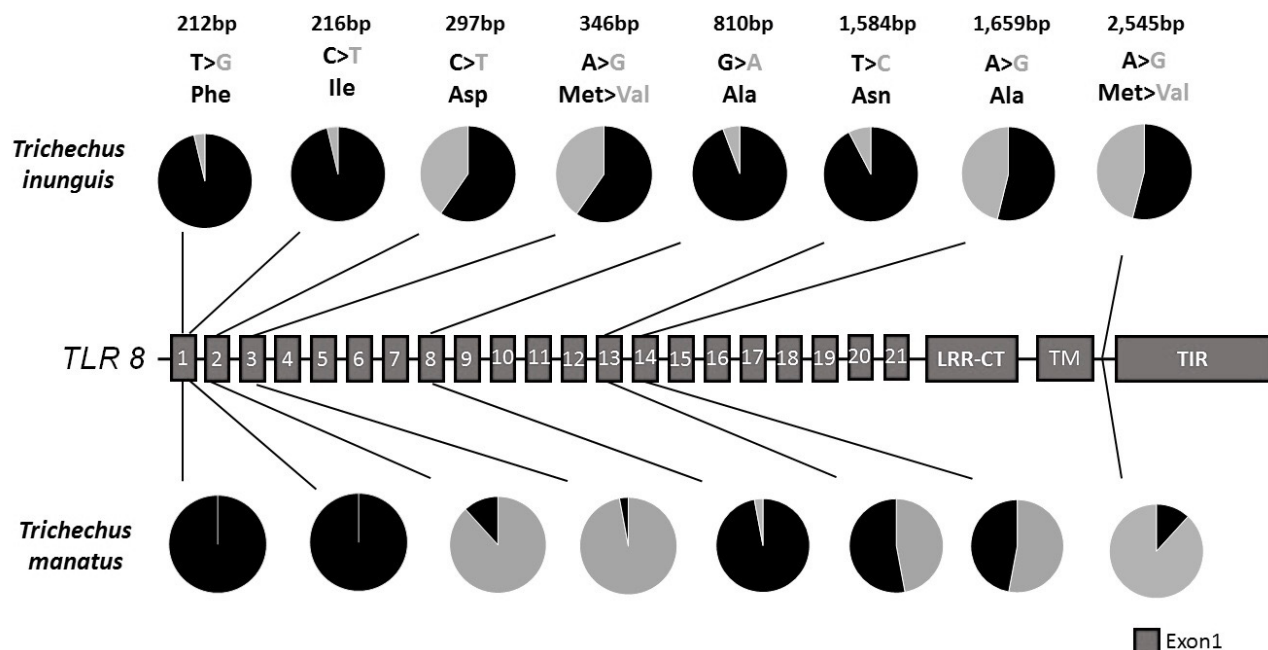 212bp 216bp 297bp 346bp 810bp 1,584bp 1,659bp 2,545bp
T>G C>T C>T A>G G>A T>C A>G A>G
Phe Ile Asp Met>Val Ala Asn Ala Met>Val
Trichechus
inunguis
TLR 8 1 2 3 4 5 6 7 8 9 10 11 12 13 14 15 16 17 18 19 20 21 LRR-CT TM TIR
Trichechus
manatus
Exon1